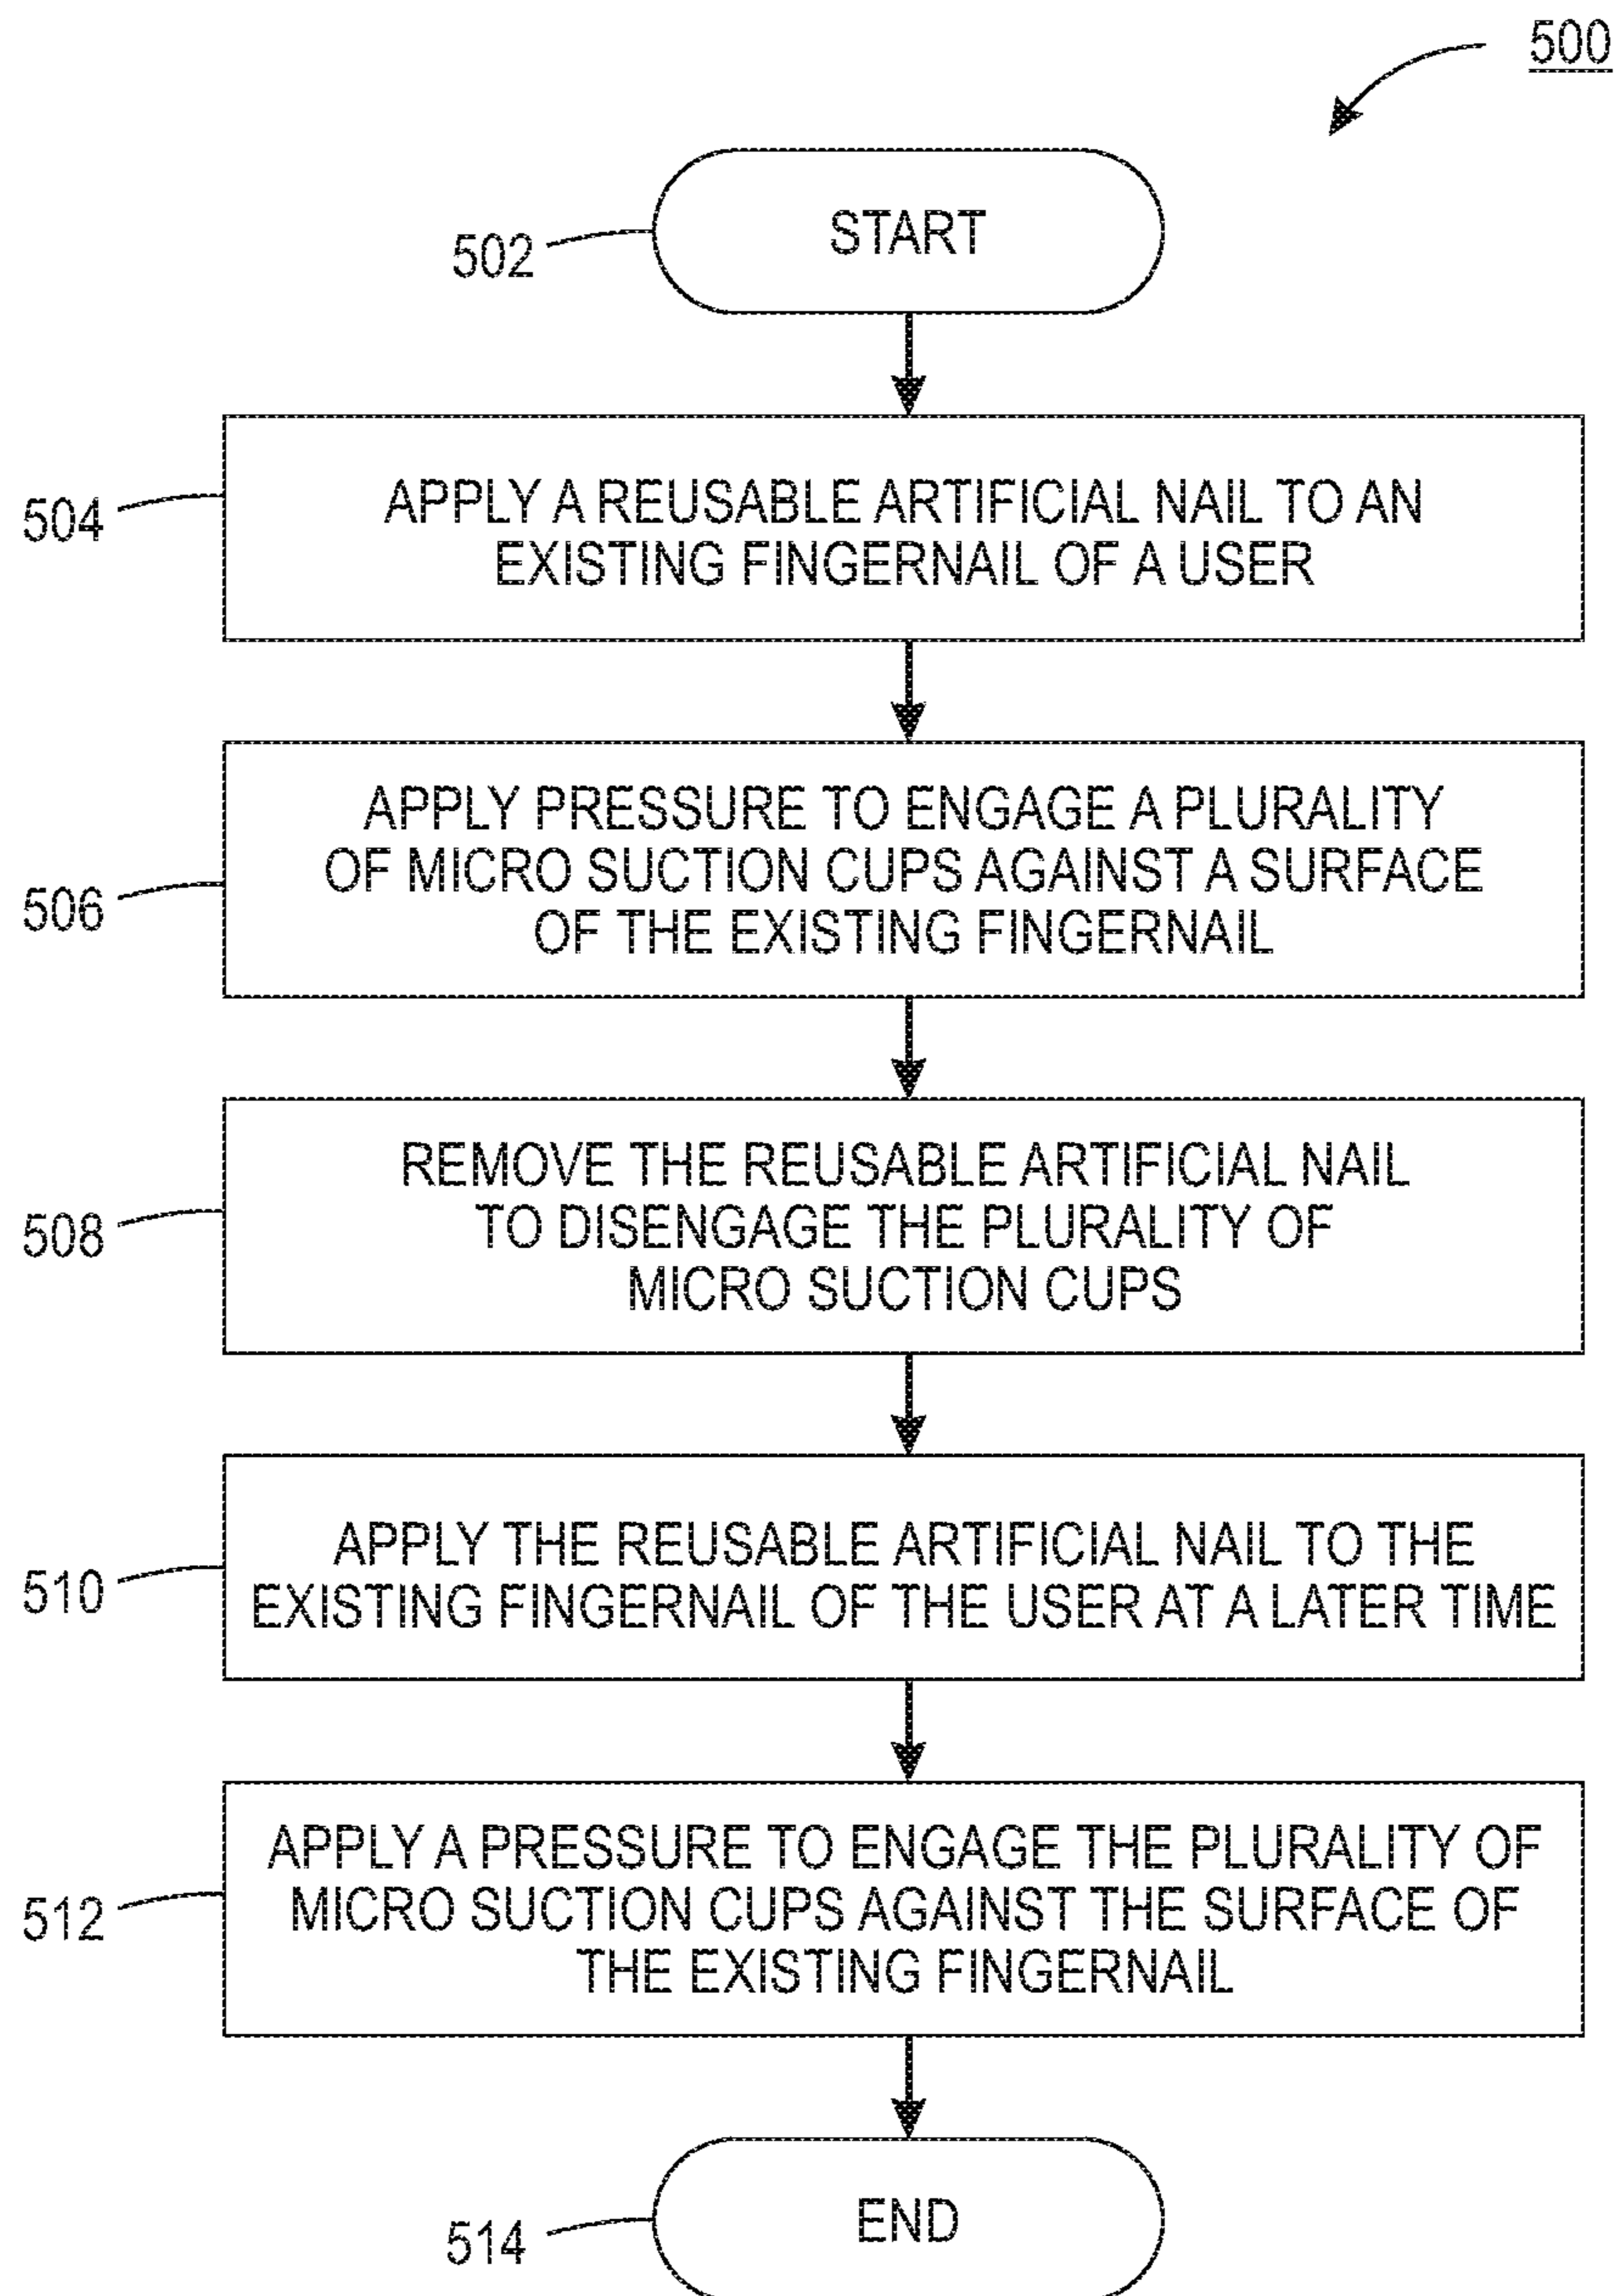 500
502
START
504
APPLY A REUSABLE ARTIFICIAL NAIL TO AN
EXISTING FINGERNAIL OF A USER
506
APPLY PRESSURE TO ENGAGE A PLURALITY
OF MICRO SUCTION CUPS AGAINST A SURFACE
OF THE EXISTING FINGERNAIL
508
REMOVE THE REUSABLE ARTIFICIAL NAIL
TO DISENGAGE THE PLURALITY OF
MICRO SUCTION CUPS
510
APPLY THE REUSABLE ARTIFICIAL NAIL TO THE
EXISTING FINGERNAIL OF THE USER AT A LATER TIME
512
APPLY A PRESSURE TO ENGAGE THE PLURALITY OF
MICRO SUCTION CUPS AGAINST THE SURFACE OF
THE EXISTING FINGERNAIL
514
END